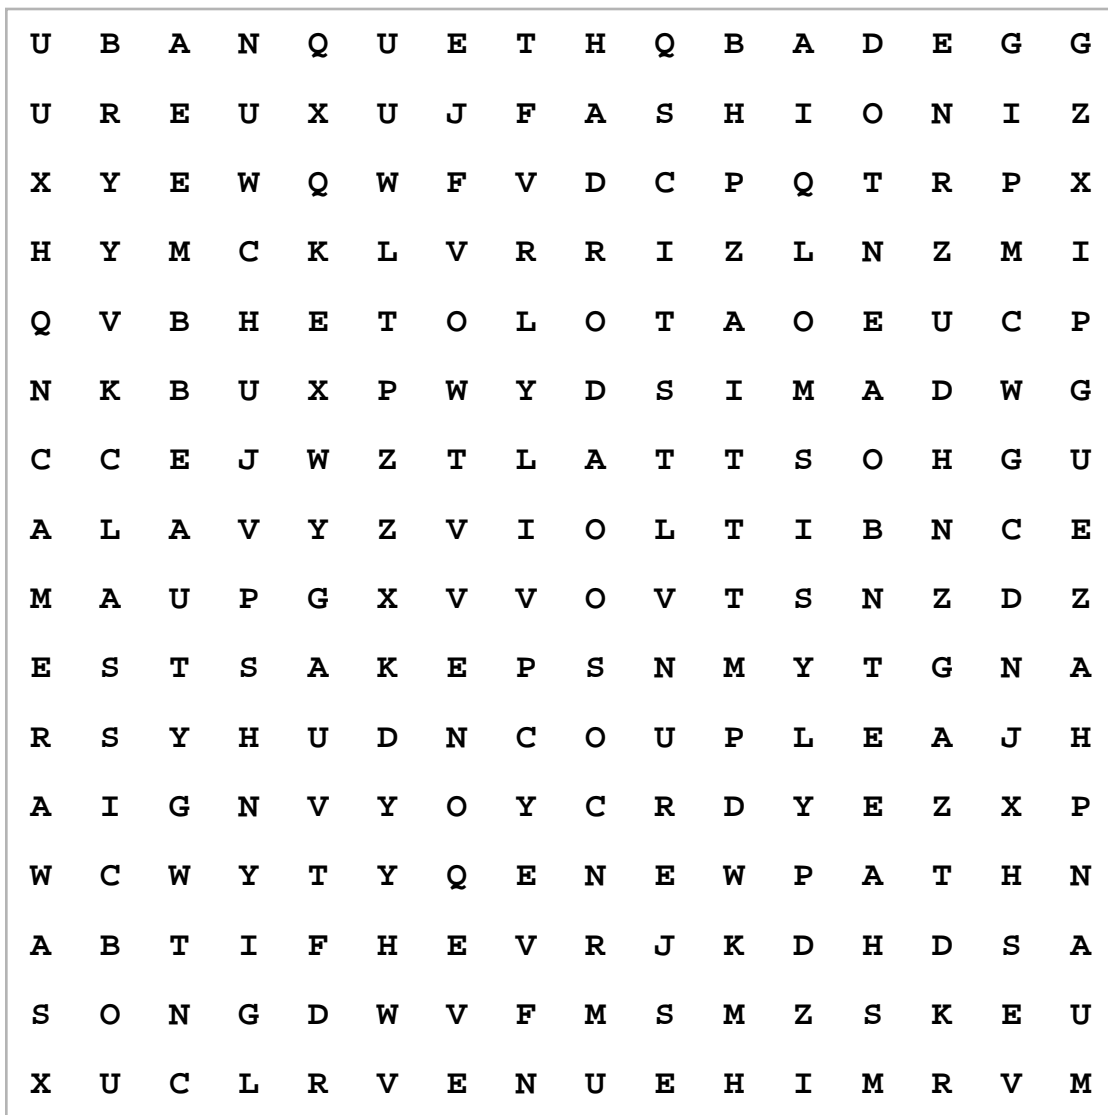 U B A N Q U E T H Q B A D E G G
U R E U X U J F A S H I O N I Z
X Y E W Q W F V D C P Q T R P X
H Y M C K L V R R I Z L N Z M I
Q V B H E T O L O T A O E U C P
N K B U X P W Y D S I M A D W G
C C E J W Z T L A T T S O H G U
A L A V Y Z V I O L T I B N C E
M A U P G X V V O V T S N Z D Z
E S T S A K E P S N M Y T G N A
R S Y H U D N C O U P L E A J H
A I G N V Y O Y C R D Y E Z X P
W C W Y T Y Q E N E W P A T H N
A B T I F H E V R J K D H D S A
S O N G D W V F M S M Z S K E U
X U C L R V E N U E H I M R V M